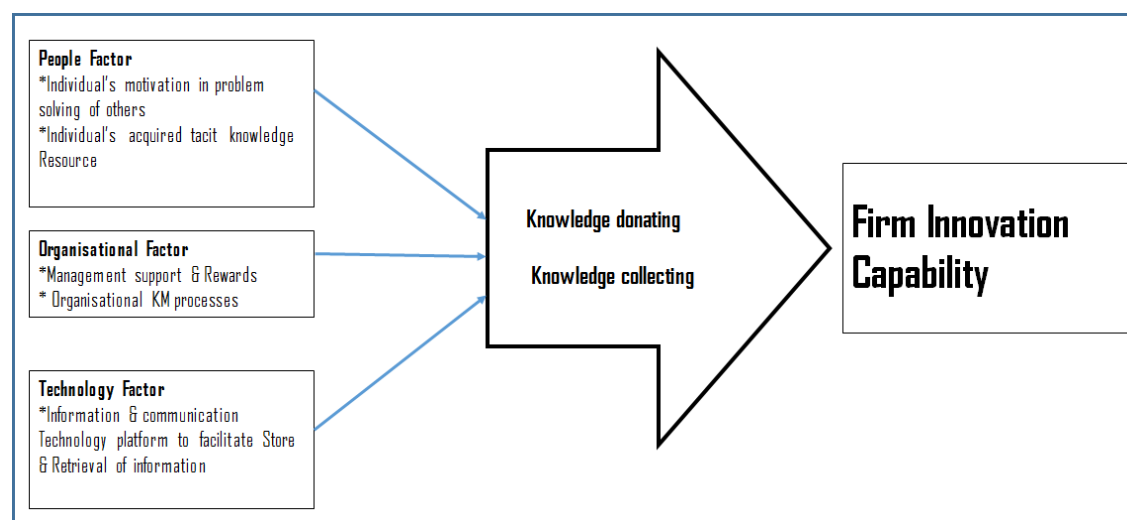 People Factor
*Individual's motivation in problem
solving of others
*Individual's acquired tacit knowledge
Resource
Organisational Factor
*Management support & Rewards
* Organisational KM processes
Technology Factor
*Information & communication
Technology platform to facilitate Store
& Retrieval of information
Knowledge donating
Knowledge collecting
Firm Innovation
Capability